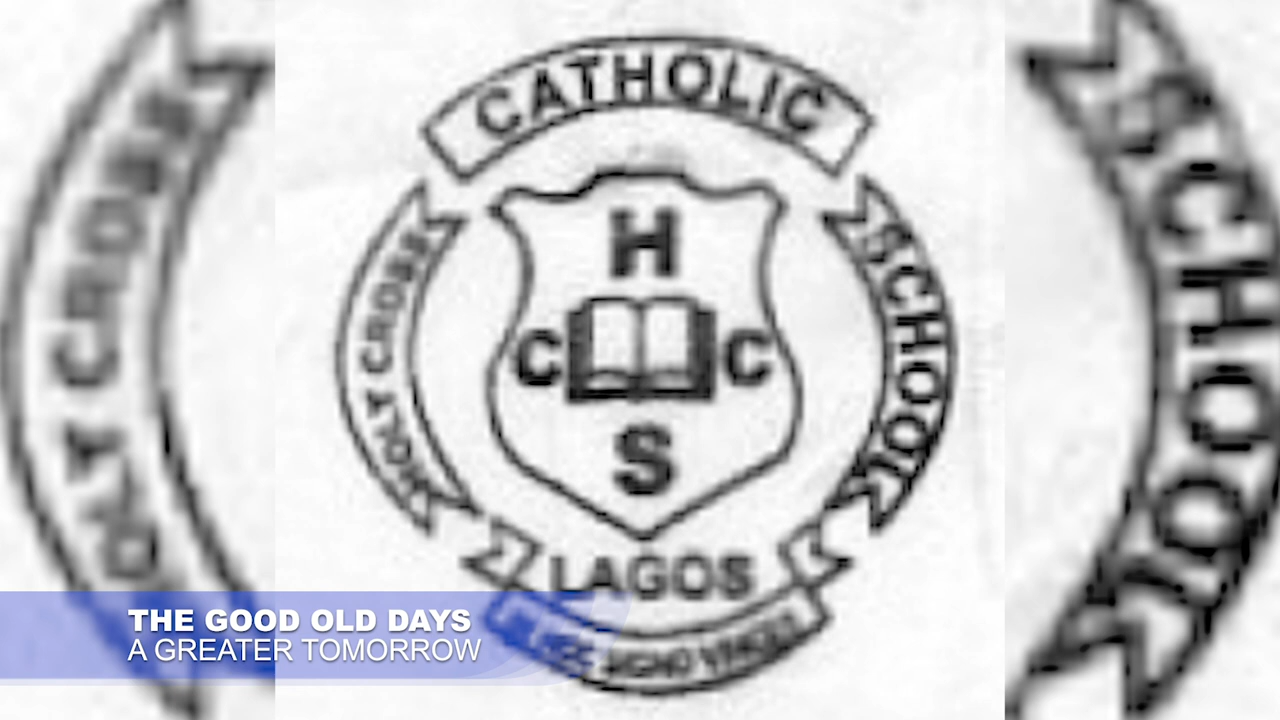 CATHOLIC
HOLY CROSS
SCHOOL
H
C C
S
LAGOS
THE GOOD OLD DAYS
A GREATER TOMORROW